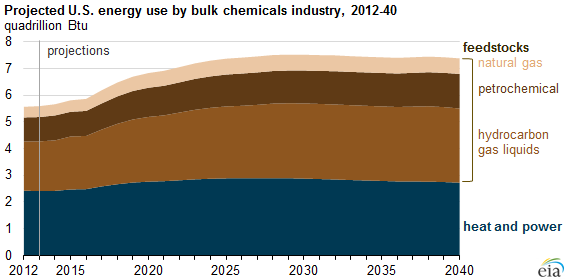 Projected U.S. energy use by bulk chemicals industry, 2012-40
quadrillion Btu
8
7
6
5
4
3
2
1
0
projections
feedstocks
natural gas
petrochemical
hydrocarbon
gas liquids
heat and power
2012
2015
2020
2025
2030
2035
2040
eia